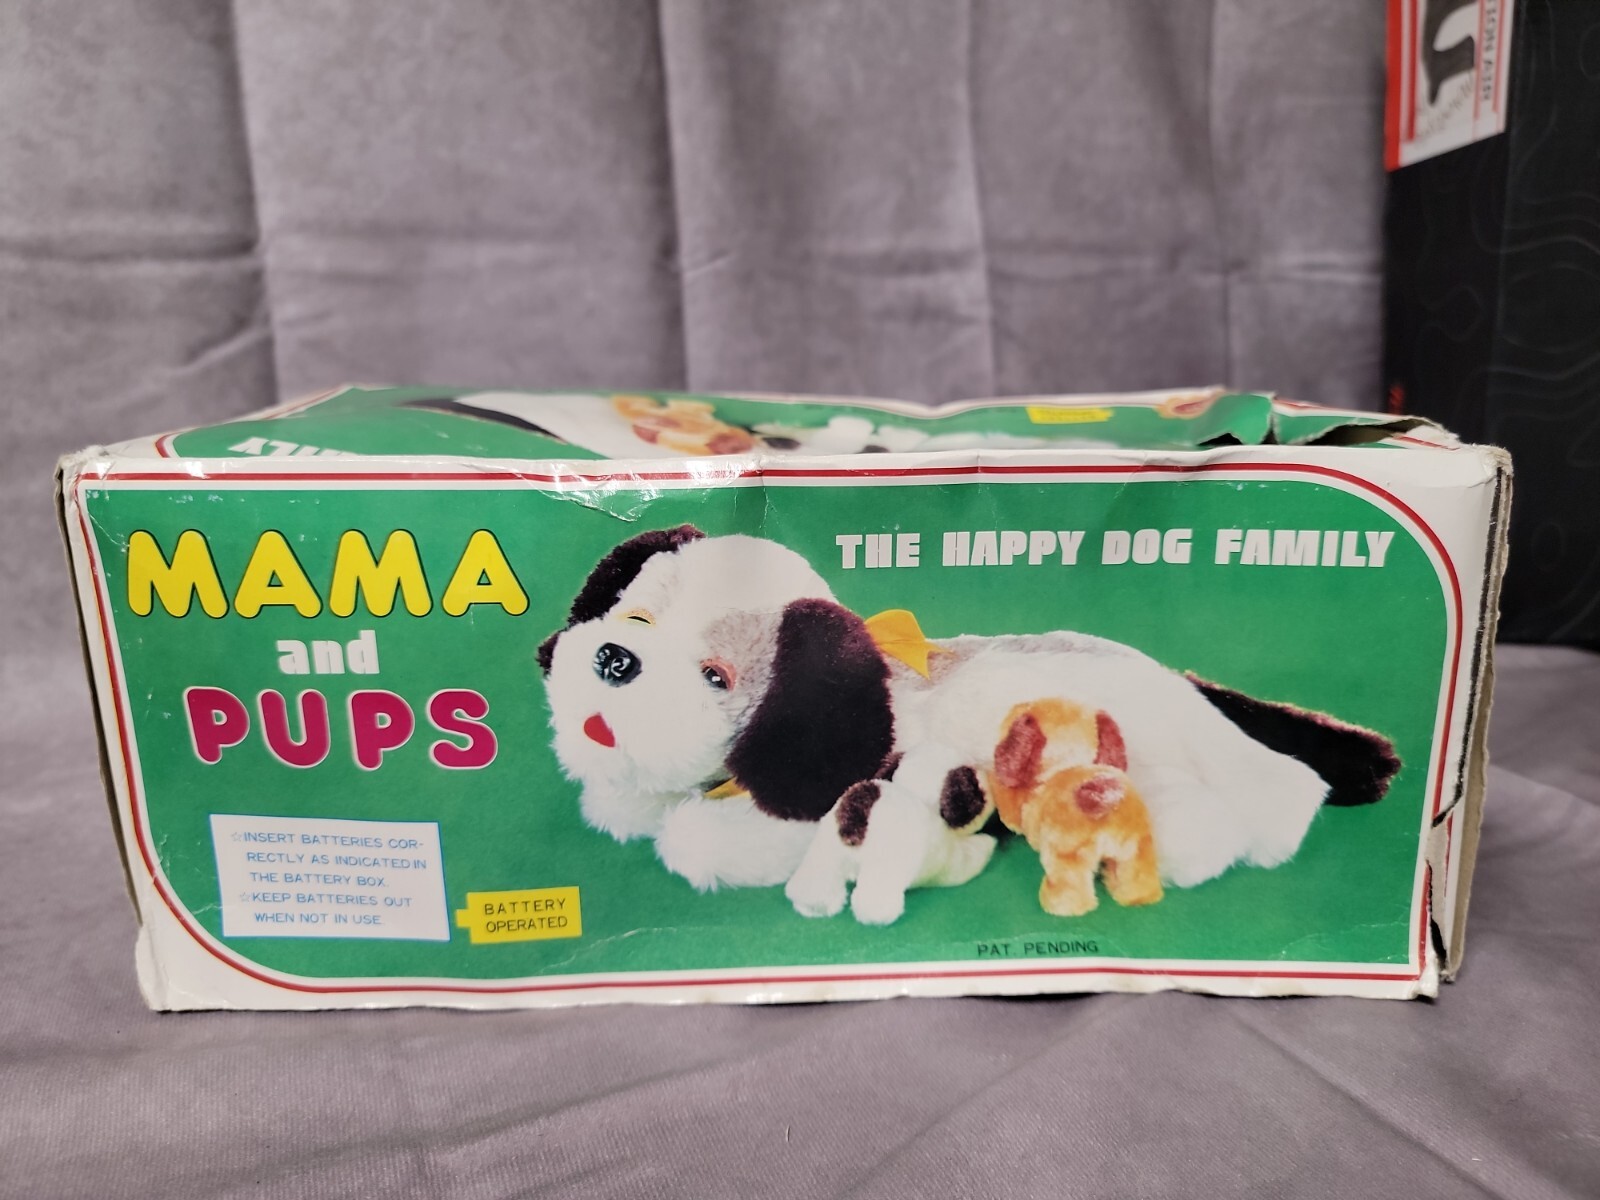 MAMA
and
PUPS
THE HAPPY DOG FAMILY
☆INSERT BATTERIES COR-
RECTLY AS INDICATED IN
THE BATTERY BOX.
☆KEEP BATTERIES OUT
WHEN NOT IN USE.
BATTERY
OPERATED
PAT. PENDING